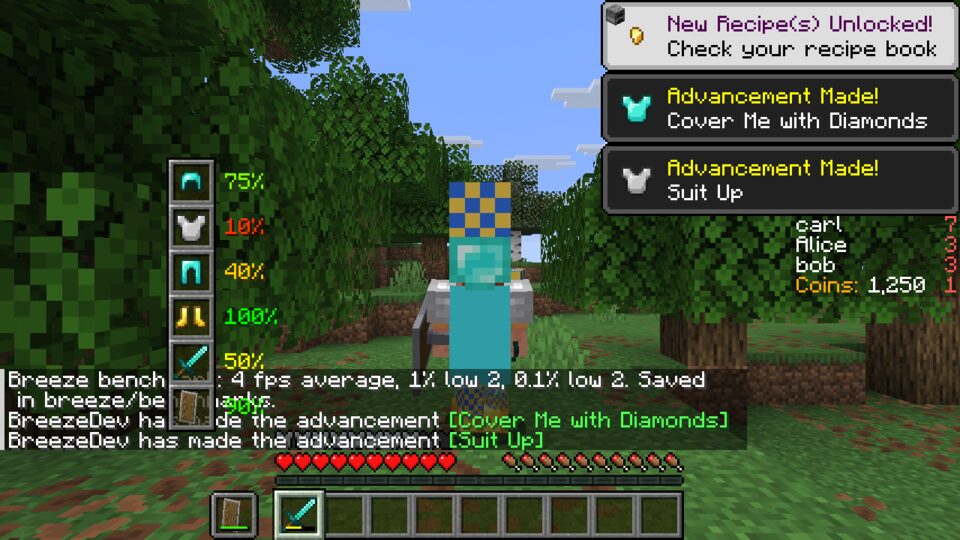 New Recipe(s) Unlocked!
Check your recipe book
Advancement Made!
Cover Me with Diamonds
Advancement Made!
Suit Up
carl 7
Alice 3
bob 3
Coins: 1,250 1
75%
10%
40%
100%
50%
90%
Breeze bench : 4 fps average, 1% low 2, 0.1% low 2. Saved
in breeze/be marks.
BreezeDev ha de the advancement [Cover Me with Diamonds]
BreezeDev has made the advancement [Suit Up]